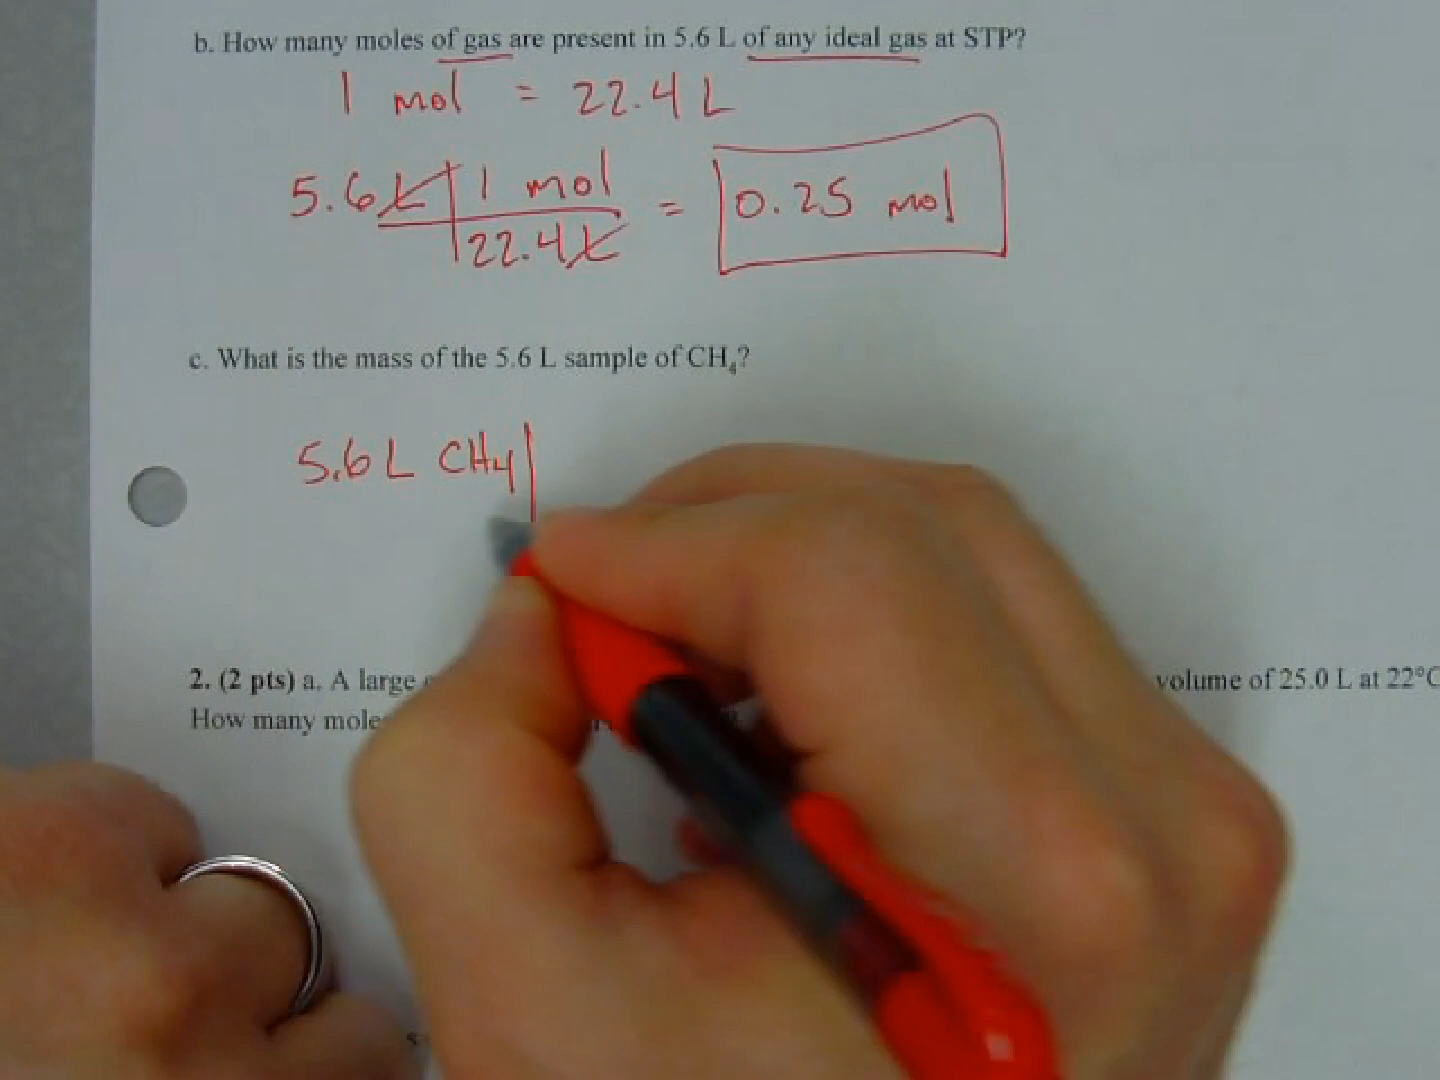 b. How many moles of gas are present in 5.6 L of any ideal gas at STP?
1 mol = 22.4 L
5.6 L | 1 mol = 0.25 mol
22.4 L
c. What is the mass of the 5.6 L sample of CH₄?
5.6 L CH4
2. (2 pts) a. A large volume of 25.0 L at 22°C
How many